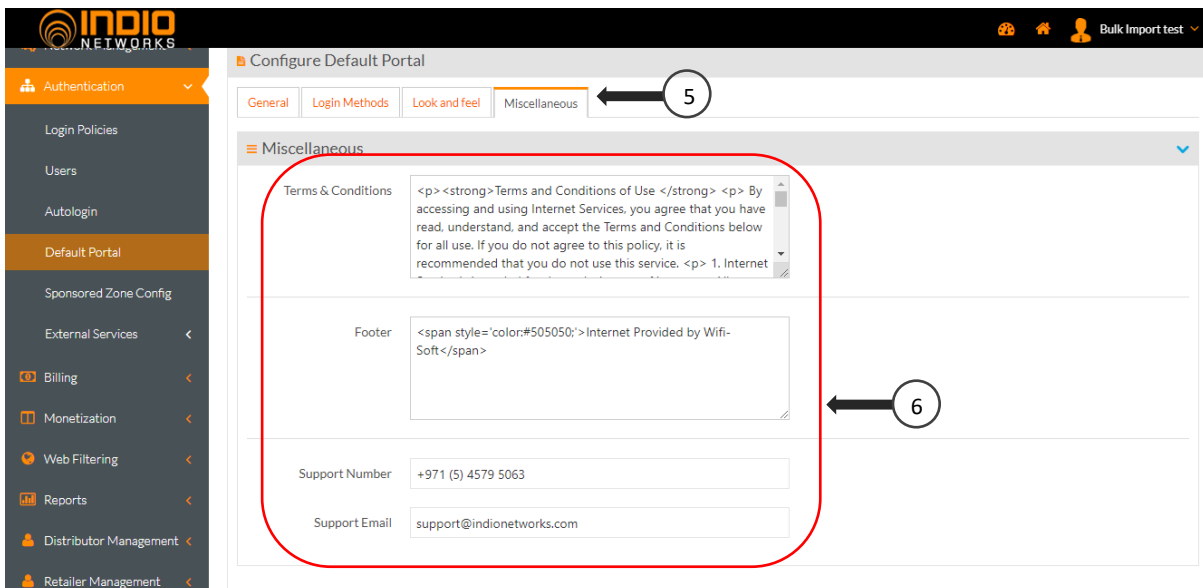 INDIO
NETWORKS
Bulk Import test
Network Management
Authentication
Login Policies
Users
Autologin
Default Portal
Sponsored Zone Config
External Services
Billing
Monetization
Web Filtering
Reports
Distributor Management
Retailer Management
Configure Default Portal
General
Login Methods
Look and feel
Miscellaneous
5
Miscellaneous
Terms & Conditions
<p><strong>Terms and Conditions of Use </strong> <p> By
accessing and using Internet Services, you agree that you have
read, understand, and accept the Terms and Conditions below
for all use. If you do not agree to this policy, it is
recommended that you do not use this service. <p> 1. Internet
Footer
<span style='color:#505050;'>Internet Provided by Wifi-
Soft</span>
6
Support Number
+971 (5) 4579 5063
Support Email
support@indionetworks.com